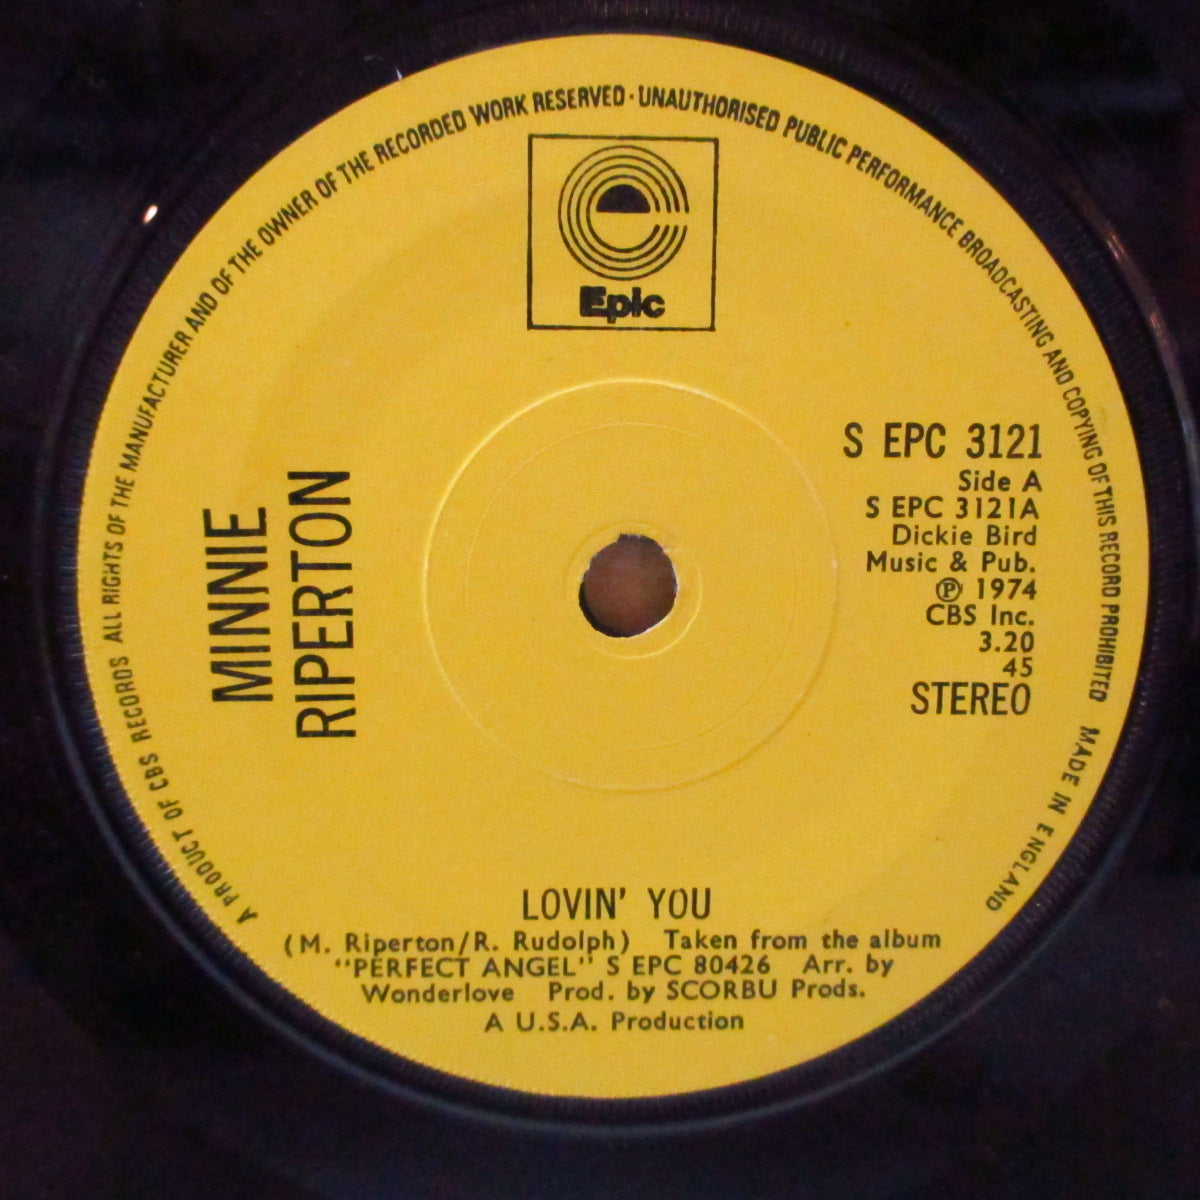 A PRODUCT OF CBS RECORDS ALL RIGHTS OF THE MANUFACTURER AND OF THE OWNER OF THE RECORDED WORK RESERVED · UNAUTHORISED PUBLIC PERFORMANCE BROADCASTING AND COPYING OF THIS RECORD PROHIBITED MADE IN ENGLAND
e
Epic
MINNIE
RIPERTON
S EPC 3121
Side A
S EPC 3121A
Dickie Bird
Music & Pub.
℗ 1974
CBS Inc.
3.20
45
STEREO
LOVIN' YOU
(M. Riperton/R. Rudolph) Taken from the album
"PERFECT ANGEL" S EPC 80426 Arr. by
Wonderlove Prod. by SCORBU Prods.
A U.S.A. Production